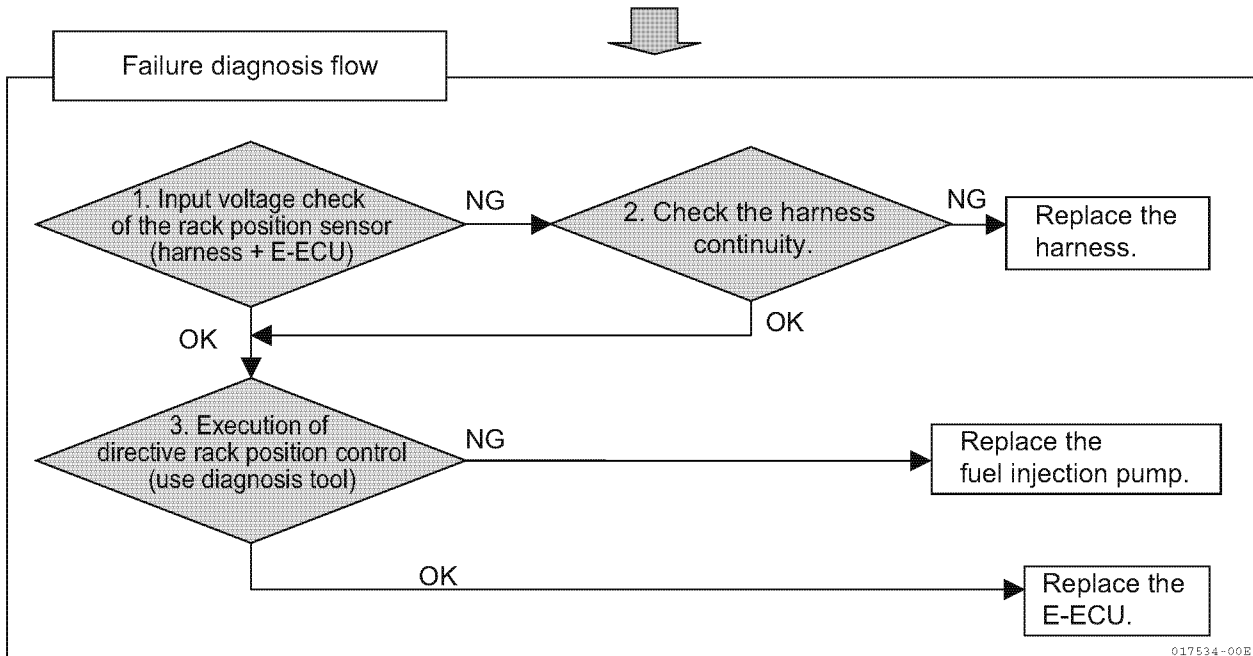 Failure diagnosis flow
1. Input voltage check
of the rack position sensor
(harness + E-ECU)
NG
2. Check the harness
continuity.
NG
Replace the
harness.
OK
OK
3. Execution of
directive rack position control
(use diagnosis tool)
NG
Replace the
fuel injection pump.
OK
Replace the
E-ECU.
017534-00E